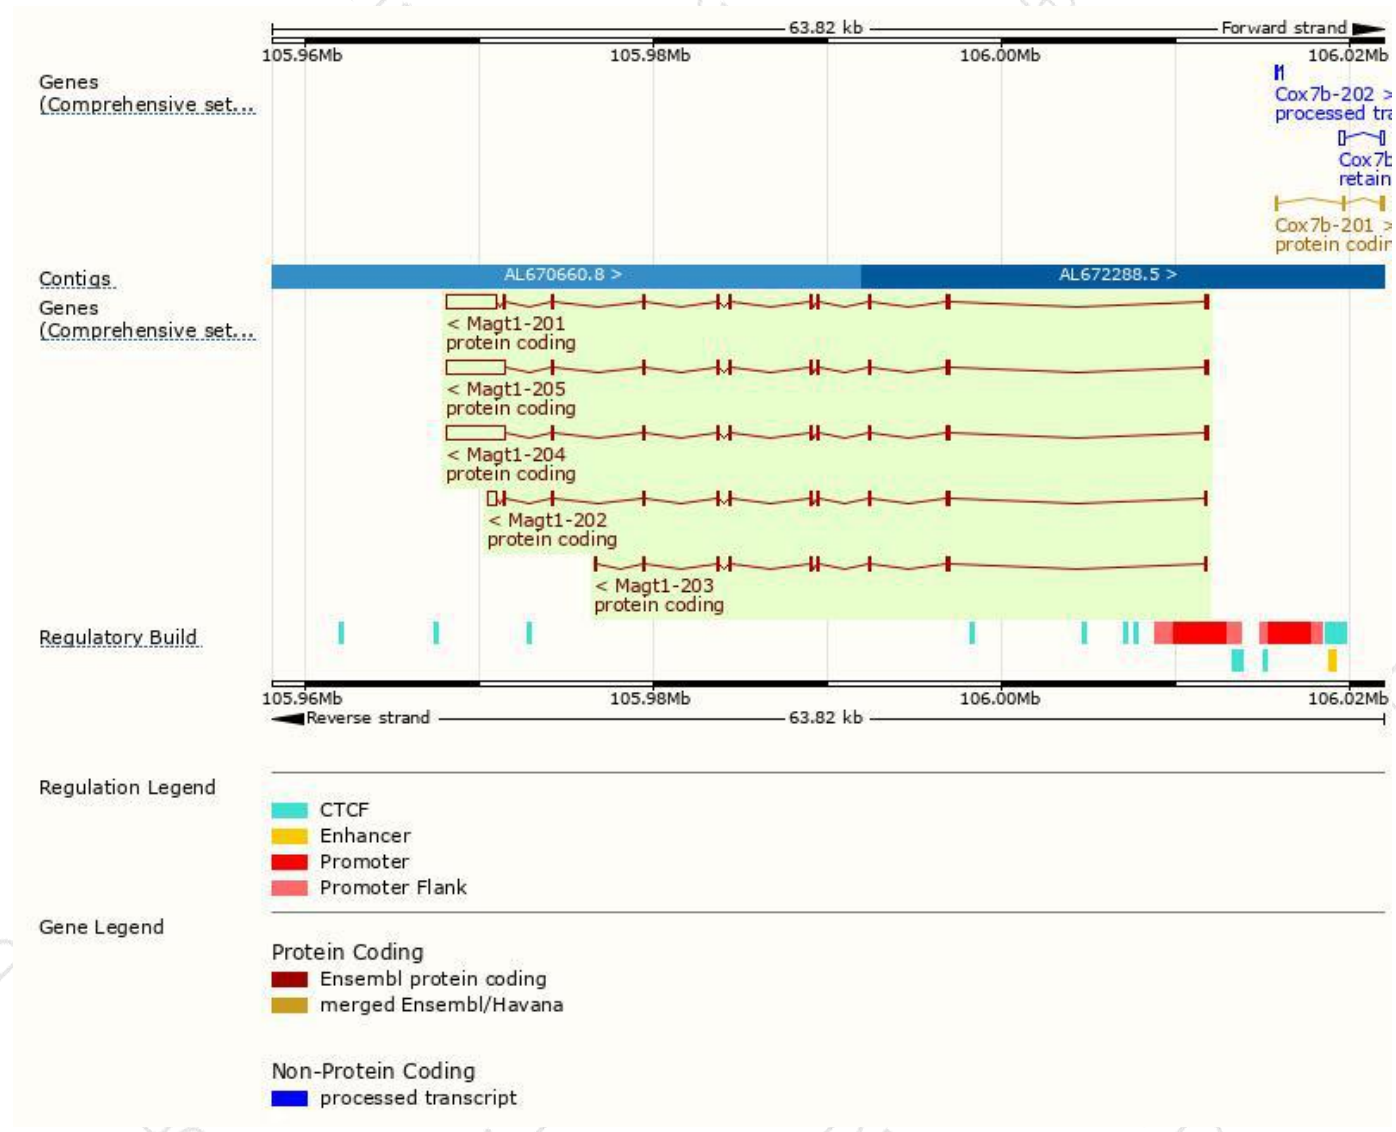 63.82 kb Forward strand
105.96Mb 105.98Mb 106.00Mb 106.02Mb
Genes
(Comprehensive set...
Cox7b-202 >
processed tra
Cox7b
retain
Cox7b-201 >
protein codin
Contigs
AL670660.8 > AL672288.5 >
Genes
(Comprehensive set...
< Magt1-201
protein coding
< Magt1-205
protein coding
< Magt1-204
protein coding
< Magt1-202
protein coding
< Magt1-203
protein coding
Regulatory Build
105.96Mb 105.98Mb 106.00Mb 106.02Mb
Reverse strand 63.82 kb
Regulation Legend
CTCF
Enhancer
Promoter
Promoter Flank
Gene Legend
Protein Coding
Ensembl protein coding
merged Ensembl/Havana
Non-Protein Coding
processed transcript